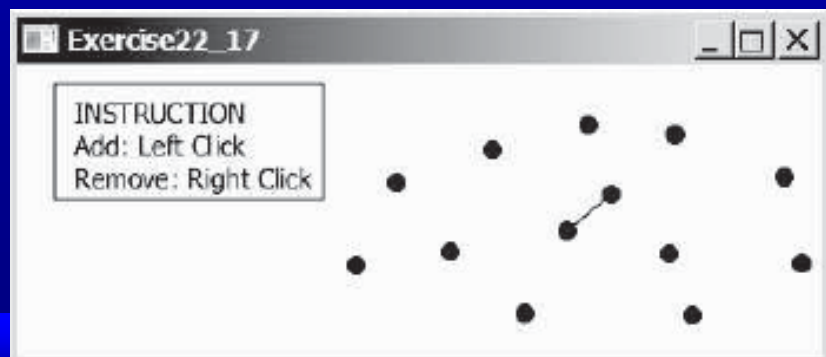 Exercise22_17
INSTRUCTION
Add: Left Click
Remove: Right Click